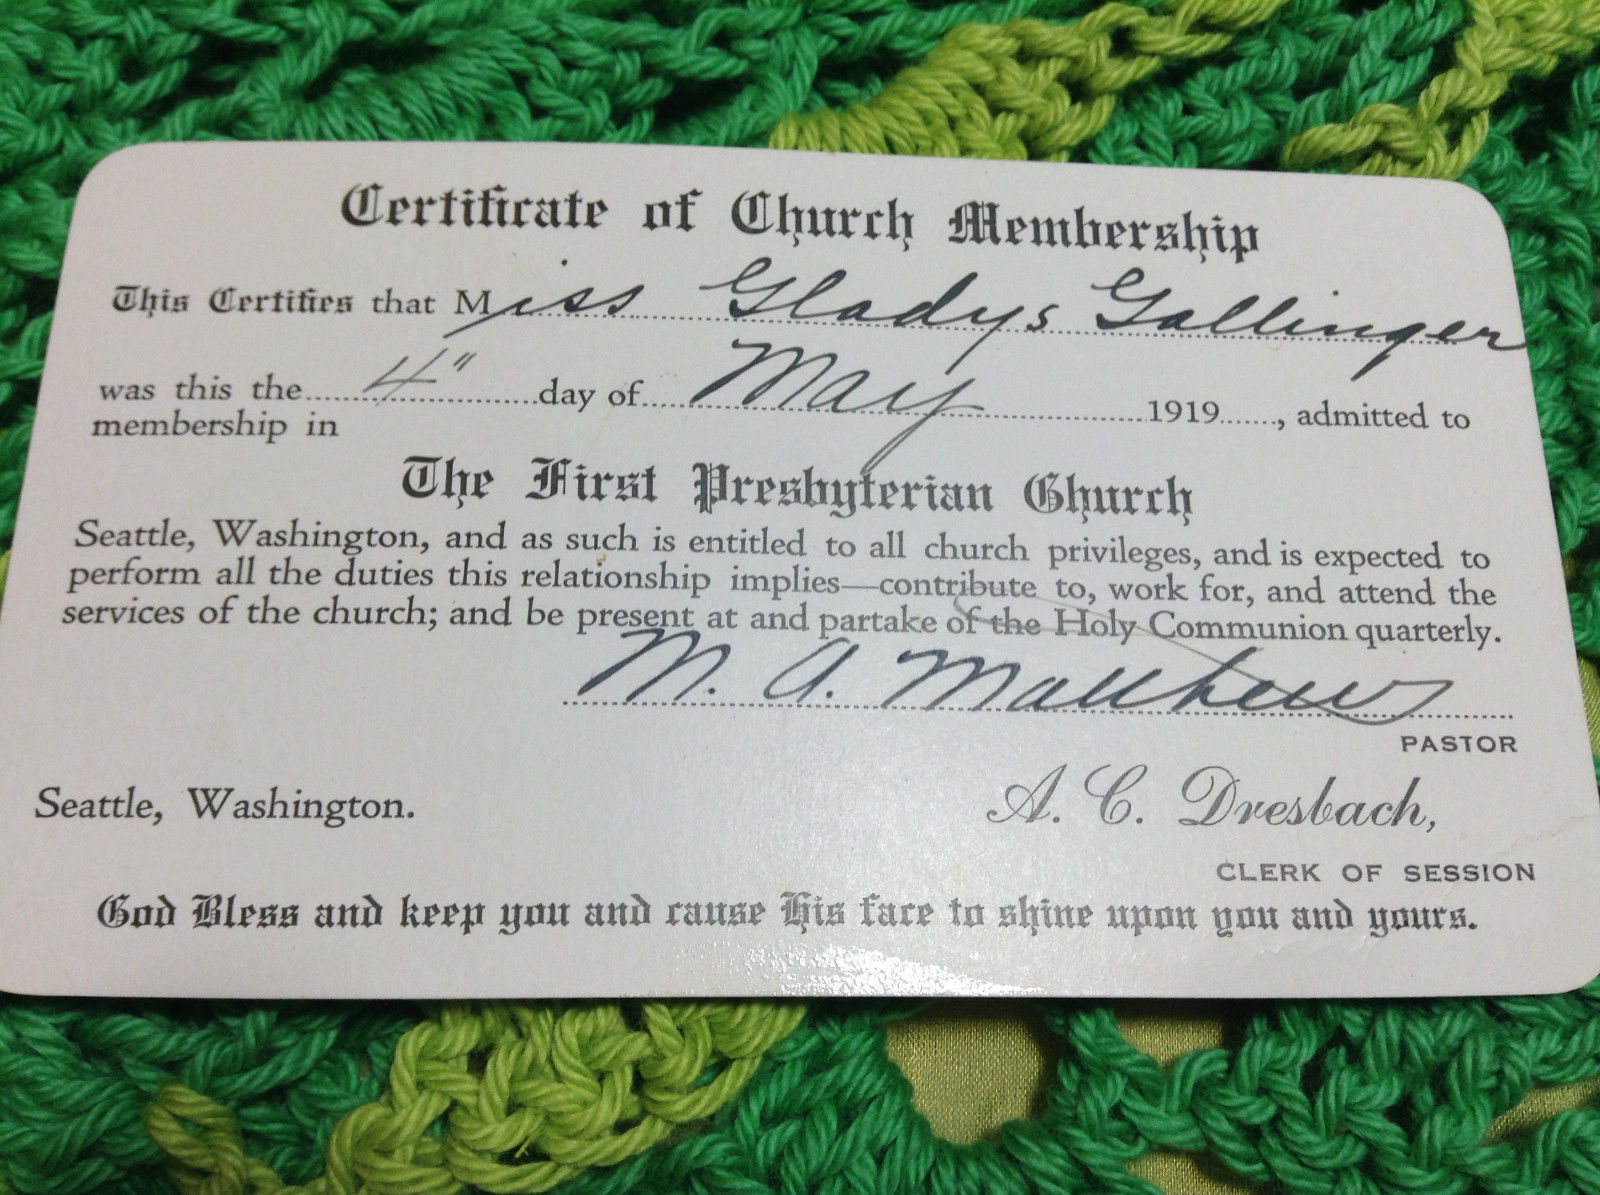 Certificate of Church Membership
This Certifies that Miss Gladys Gallinger
was this the 4" day of May 1919, admitted to
membership in
The First Presbyterian Church
Seattle, Washington, and as such is entitled to all church privileges, and is expected to
perform all the duties this relationship implies—contribute to, work for, and attend the
services of the church; and be present at and partake of the Holy Communion quarterly.
M. A. Matthews
PASTOR
Seattle, Washington. A. C. Dresbach,
CLERK OF SESSION
God Bless and keep you and cause His face to shine upon you and yours.